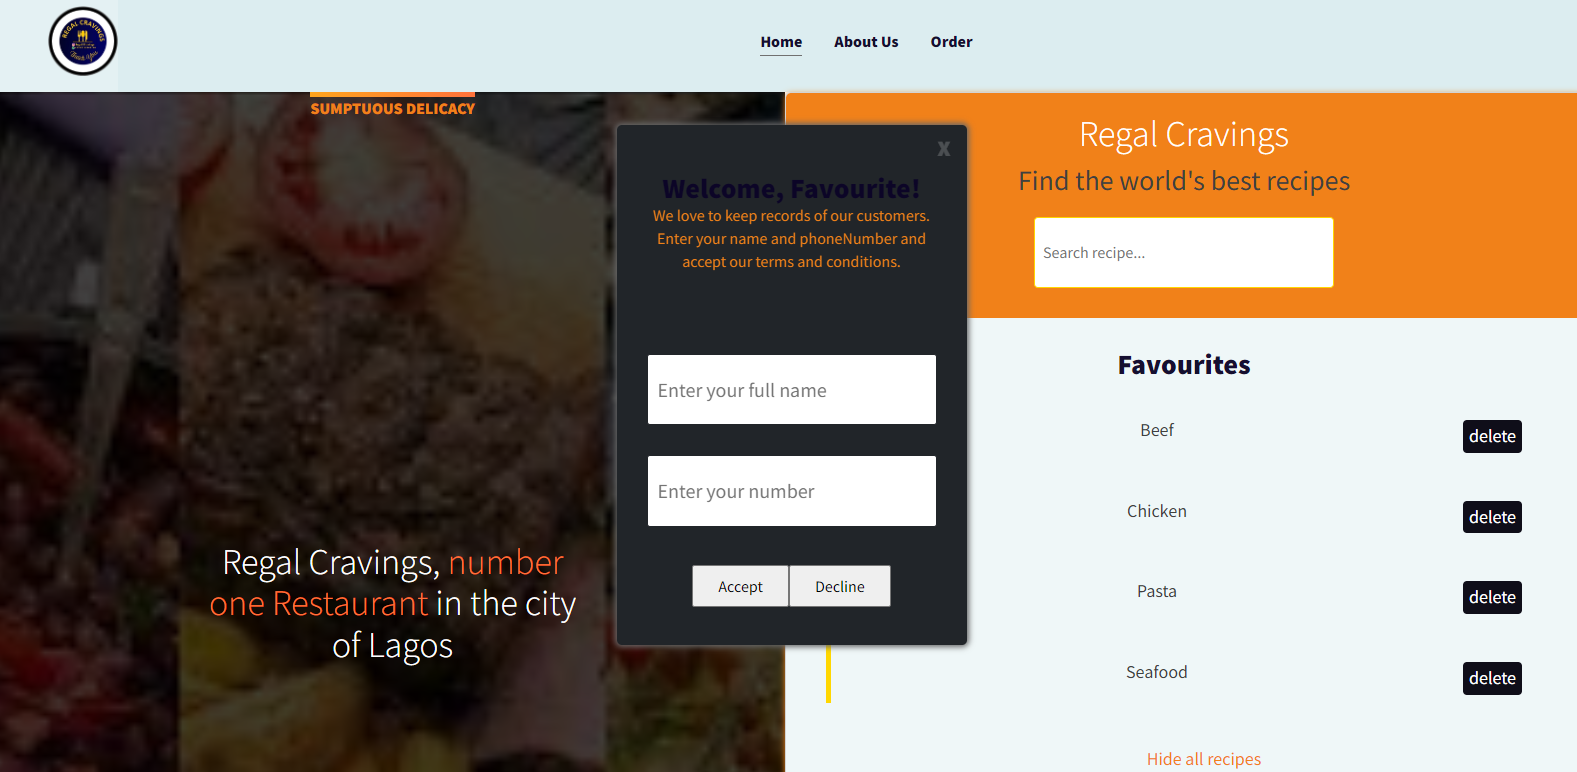 REGAL CRAVINGS
Home
About Us
Order
SUMPTUOUS DELICACY
Regal Cravings, number
one Restaurant in the city
of Lagos
x
Welcome, Favourite!
We love to keep records of our customers.
Enter your name and phoneNumber and
accept our terms and conditions.
Enter your full name
Enter your number
Accept
Decline
Regal Cravings
Find the world's best recipes
Search recipe...
Favourites
Beef
delete
Chicken
delete
Pasta
delete
Seafood
delete
Hide all recipes